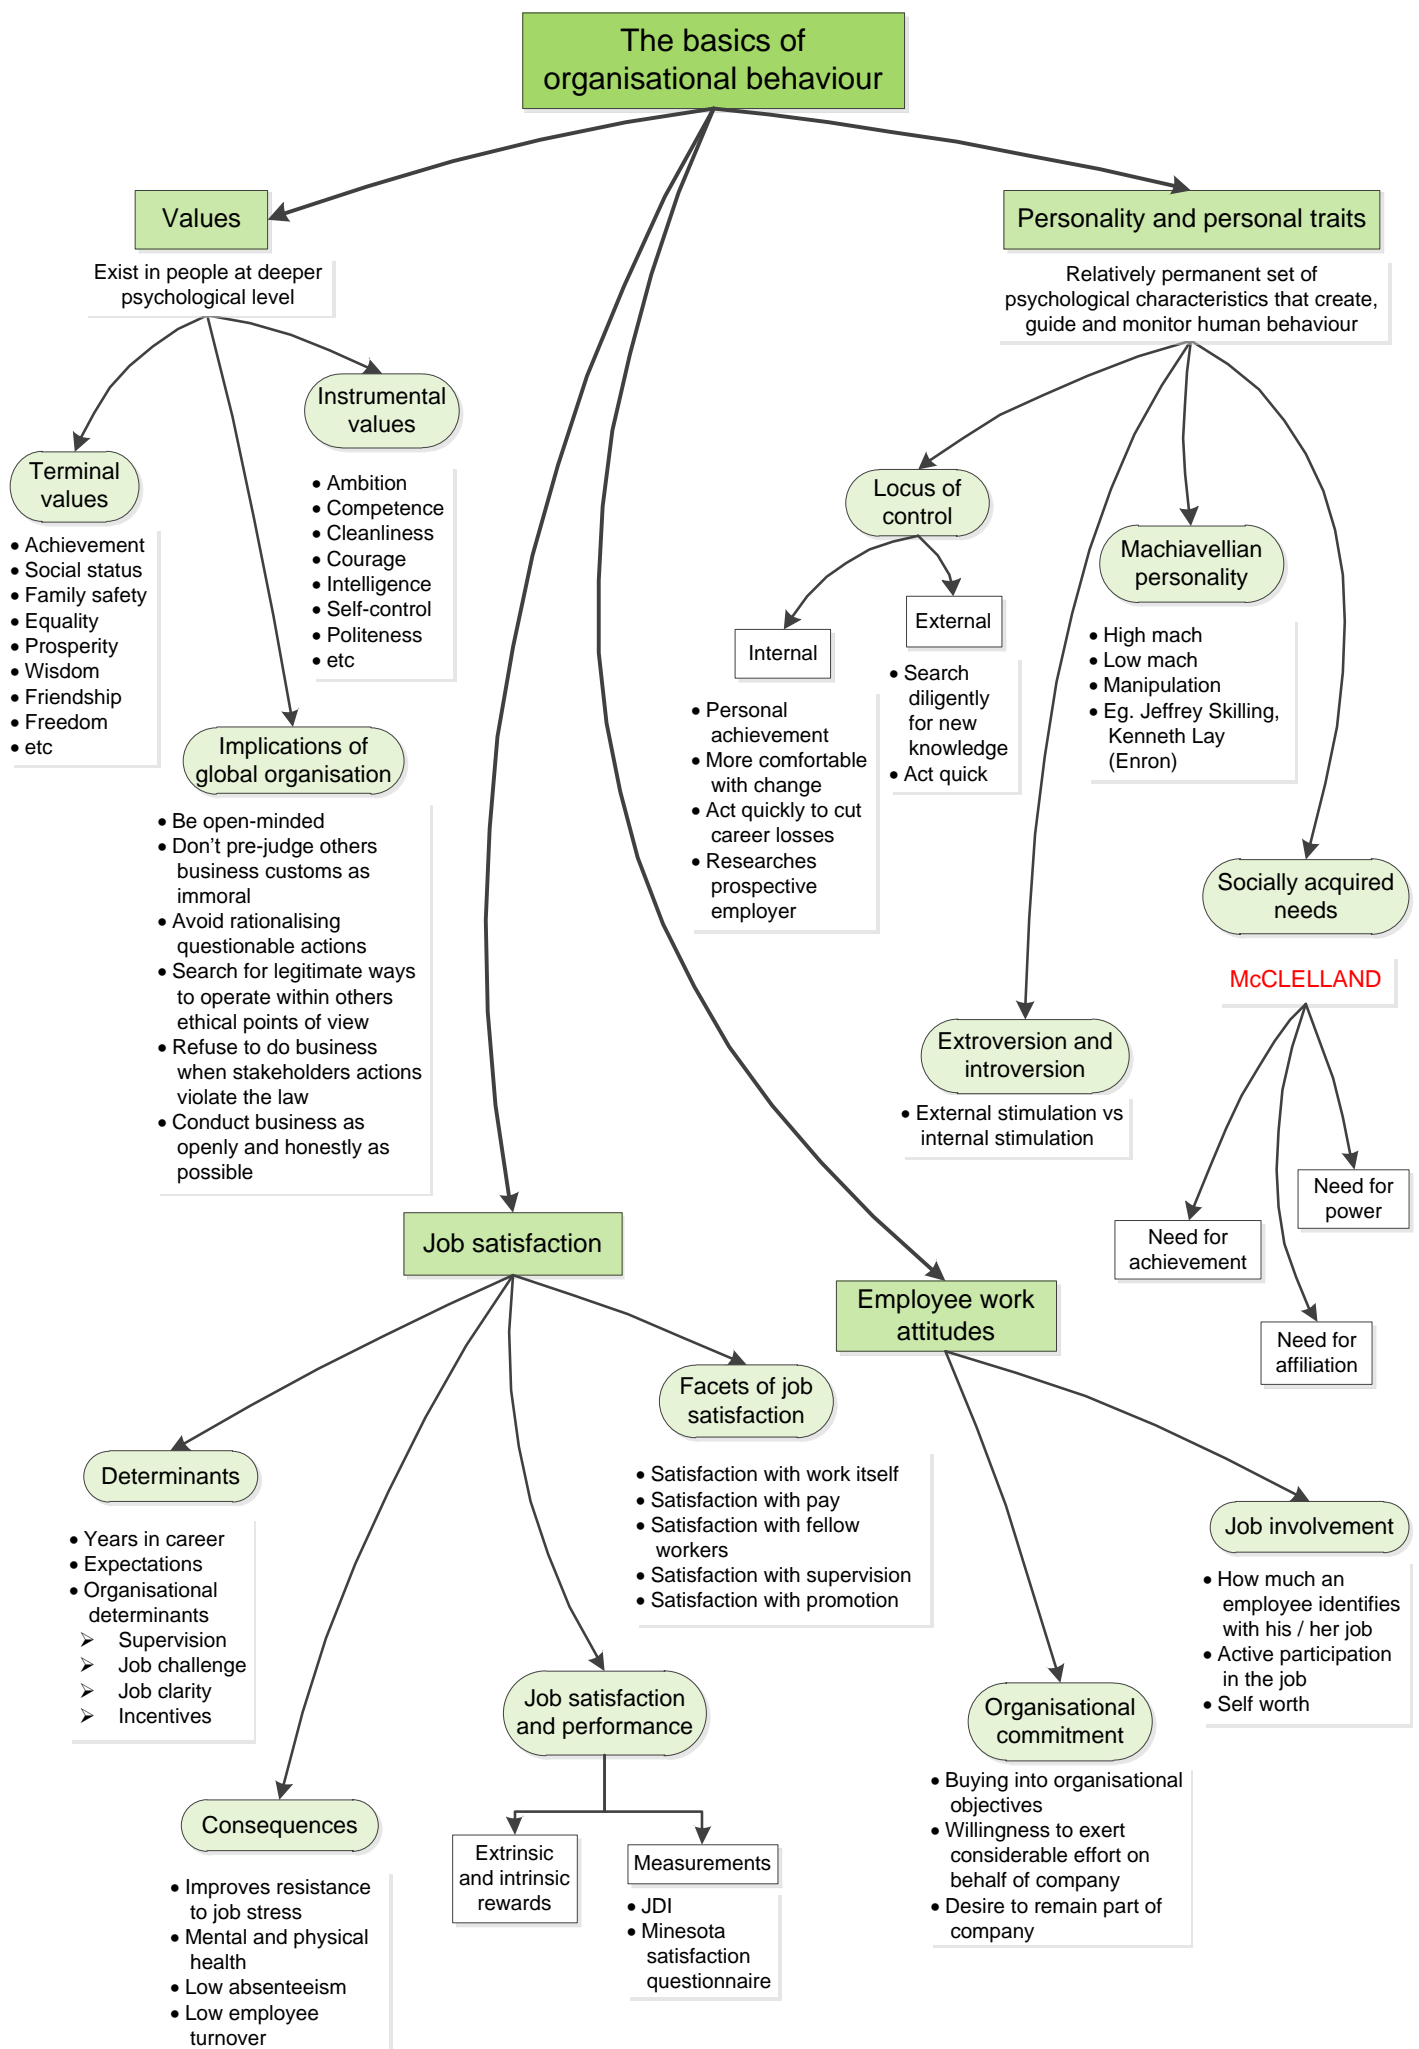 The basics of
organisational behaviour
Values
Exist in people at deeper
psychological level
Instrumental
values
• Ambition
• Competence
• Cleanliness
• Courage
• Intelligence
• Self-control
• Politeness
• etc
Terminal
values
• Achievement
• Social status
• Family safety
• Equality
• Prosperity
• Wisdom
• Friendship
• Freedom
• etc
Implications of
global organisation
• Be open-minded
• Don't pre-judge others
business customs as
immoral
• Avoid rationalising
questionable actions
• Search for legitimate ways
to operate within others
ethical points of view
• Refuse to do business
when stakeholders actions
violate the law
• Conduct business as
openly and honestly as
possible
Personality and personal traits
Relatively permanent set of
psychological characteristics that create,
guide and monitor human behaviour
Locus of
control
Internal
• Personal
achievement
• More comfortable
with change
• Act quickly to cut
career losses
• Researches
prospective
employer
External
• Search
diligently
for new
knowledge
• Act quick
Machiavellian
personality
• High mach
• Low mach
• Manipulation
• Eg. Jeffrey Skilling,
Kenneth Lay
(Enron)
Socially acquired
needs
McCLELLAND
Need for
achievement
Need for
power
Need for
affiliation
Extroversion and
introversion
• External stimulation vs
internal stimulation
Job satisfaction
Determinants
• Years in career
• Expectations
• Organisational
determinants
➢ Supervision
➢ Job challenge
➢ Job clarity
➢ Incentives
Consequences
• Improves resistance
to job stress
• Mental and physical
health
• Low absenteeism
• Low employee
turnover
Job satisfaction
and performance
Extrinsic
and intrinsic
rewards
Measurements
• JDI
• Minesota
satisfaction
questionnaire
Facets of job
satisfaction
• Satisfaction with work itself
• Satisfaction with pay
• Satisfaction with fellow
workers
• Satisfaction with supervision
• Satisfaction with promotion
Employee work
attitudes
Organisational
commitment
• Buying into organisational
objectives
• Willingness to exert
considerable effort on
behalf of company
• Desire to remain part of
company
Job involvement
• How much an
employee identifies
with his / her job
• Active participation
in the job
• Self worth